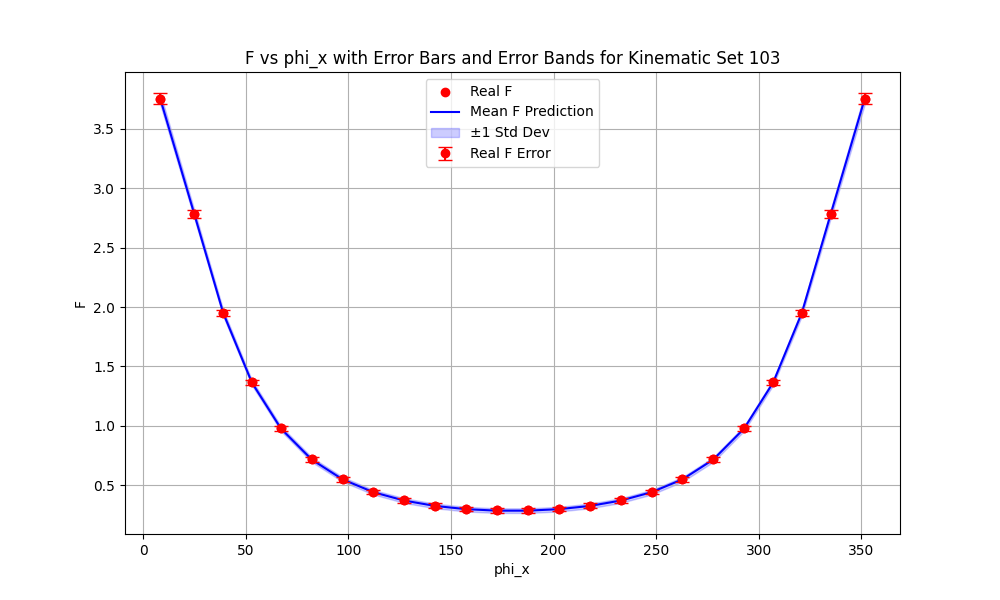 F vs phi_x with Error Bars and Error Bands for Kinematic Set 103
Real F
Mean F Prediction
±1 Std Dev
Real F Error
F
3.5
3.0
2.5
2.0
1.5
1.0
0.5
0
50
100
150
200
250
300
350
phi_x